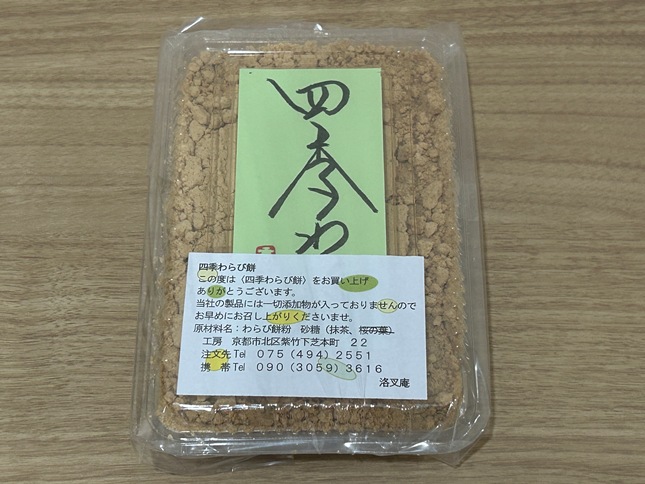 四季わ
四季わらび餅
この度は〈四季わらび餅〉をお買い上げ
ありがとうございます。
当社の製品には一切添加物が入っておりませんので
お早めにお召し上がりくださいませ。
原材料名：わらび餅粉　砂糖（抹茶、桜の葉）
工房　京都市北区紫竹下芝本町　２２
注文先Tel　０７５（４９４）２５５１
携　帯Tel　０９０（３０５９）３６１６
洛叉庵